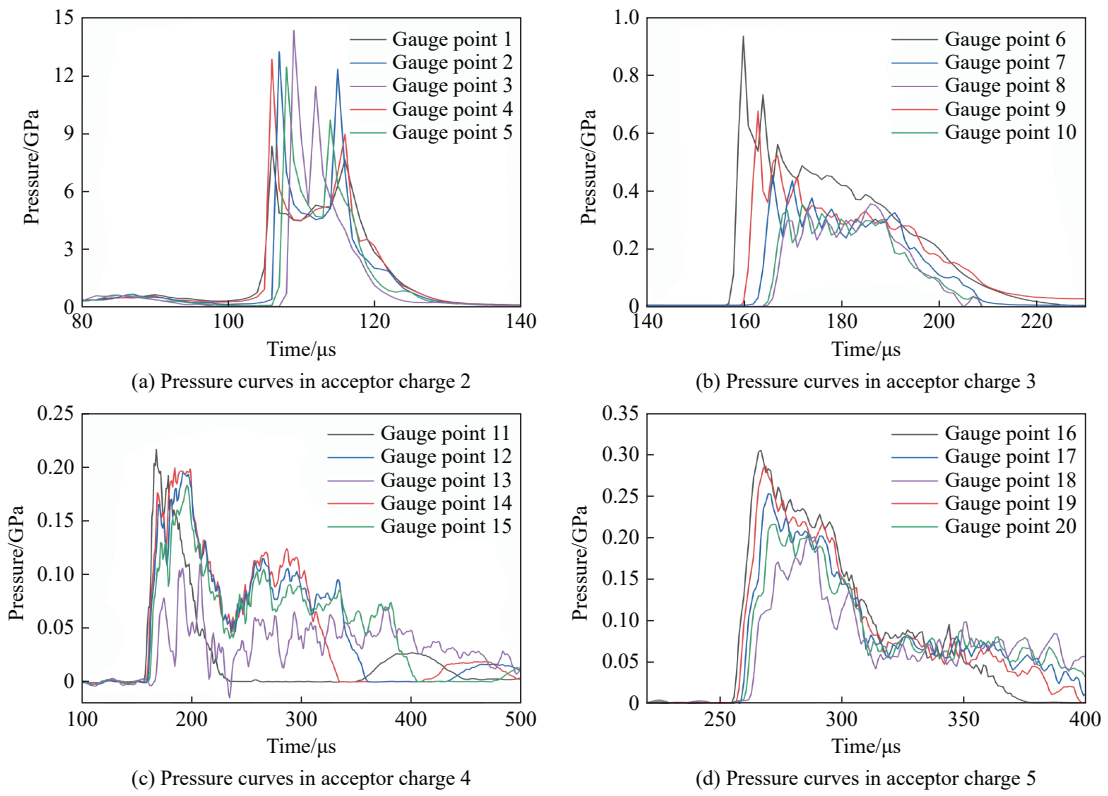 15
12
9
6
3
0
Pressure/GPa
Gauge point 1
Gauge point 2
Gauge point 3
Gauge point 4
Gauge point 5
80 100 120 140
Time/μs
(a) Pressure curves in acceptor charge 2
1.0
0.8
0.6
0.4
0.2
0
Pressure/GPa
Gauge point 6
Gauge point 7
Gauge point 8
Gauge point 9
Gauge point 10
140 160 180 200 220
Time/μs
(b) Pressure curves in acceptor charge 3
0.25
0.20
0.15
0.10
0.05
0
Pressure/GPa
Gauge point 11
Gauge point 12
Gauge point 13
Gauge point 14
Gauge point 15
100 200 300 400 500
Time/μs
(c) Pressure curves in acceptor charge 4
0.35
0.30
0.25
0.20
0.15
0.10
0.05
0
Pressure/GPa
Gauge point 16
Gauge point 17
Gauge point 18
Gauge point 19
Gauge point 20
250 300 350 400
Time/μs
(d) Pressure curves in acceptor charge 5